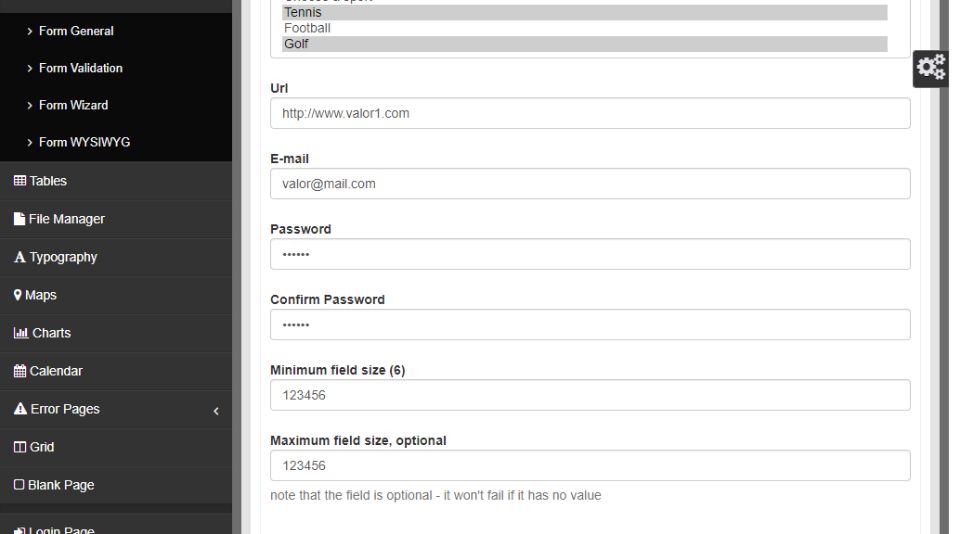 Form General
Form Validation
Form Wizard
Form WYSIWYG
Tables
File Manager
Typography
Maps
Charts
Calendar
Error Pages
Grid
Blank Page
Login Page
Tennis
Football
Golf
Url
http://www.valor1.com
E-mail
valor@mail.com
Password
••••••
Confirm Password
••••••
Minimum field size (6)
123456
Maximum field size, optional
123456
note that the field is optional - it won't fail if it has no value